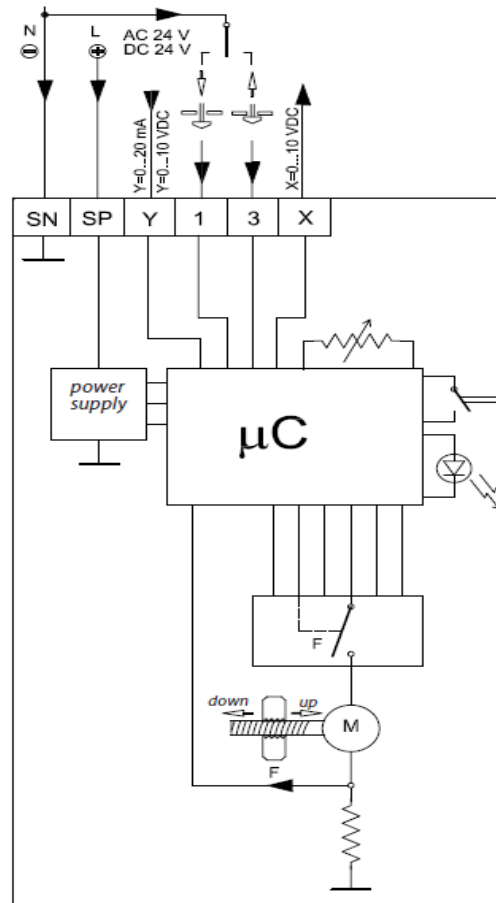 N
L
AC 24 V
DC 24 V
Y=0...20 mA
Y=0...10 VDC
X=0...10 VDC
SN
SP
Y
1
3
X
power
supply
µC
F
down
up
M
F